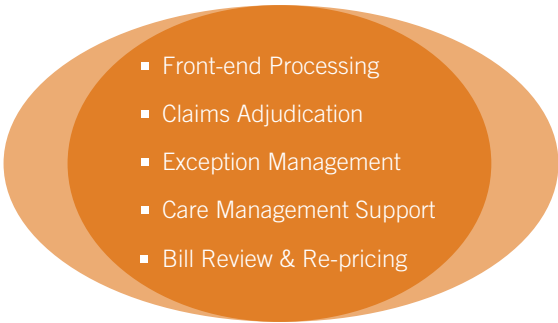 ▪ Front-end Processing
▪ Claims Adjudication
▪ Exception Management
▪ Care Management Support
▪ Bill Review & Re-pricing